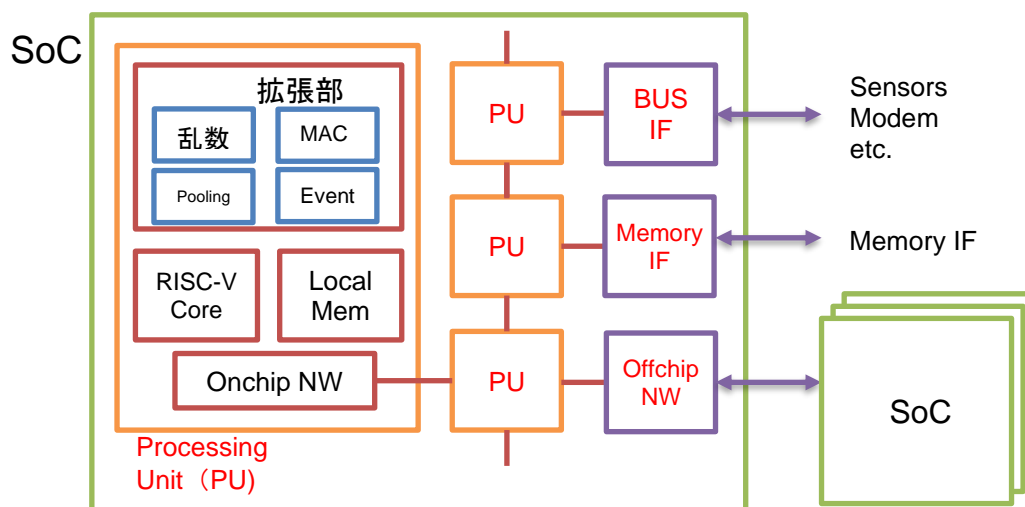 SoC
拡張部
乱数
MAC
Pooling
Event
RISC-V
Core
Local
Mem
Onchip NW
Processing
Unit（PU)
PU
BUS
IF
Sensors
Modem
etc.
PU
Memory
IF
Memory IF
PU
Offchip
NW
SoC